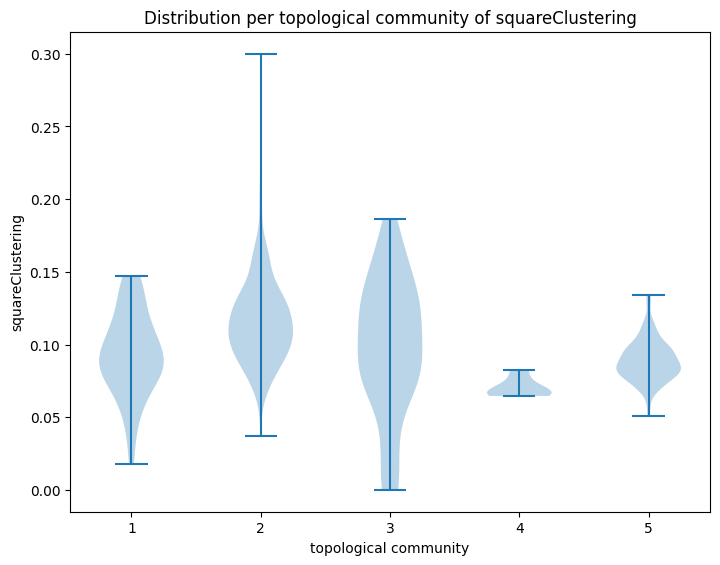 Distribution per topological community of squareClustering
squareClustering
0.30
0.25
0.20
0.15
0.10
0.05
0.00
1 2 3 4 5
topological community